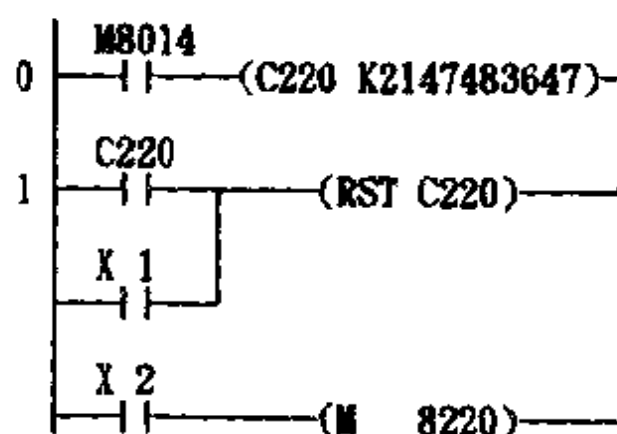 M8014
0 (C220 K2147483647)
C220
1 (RST C220)
X 1
X 2
(M 8220)